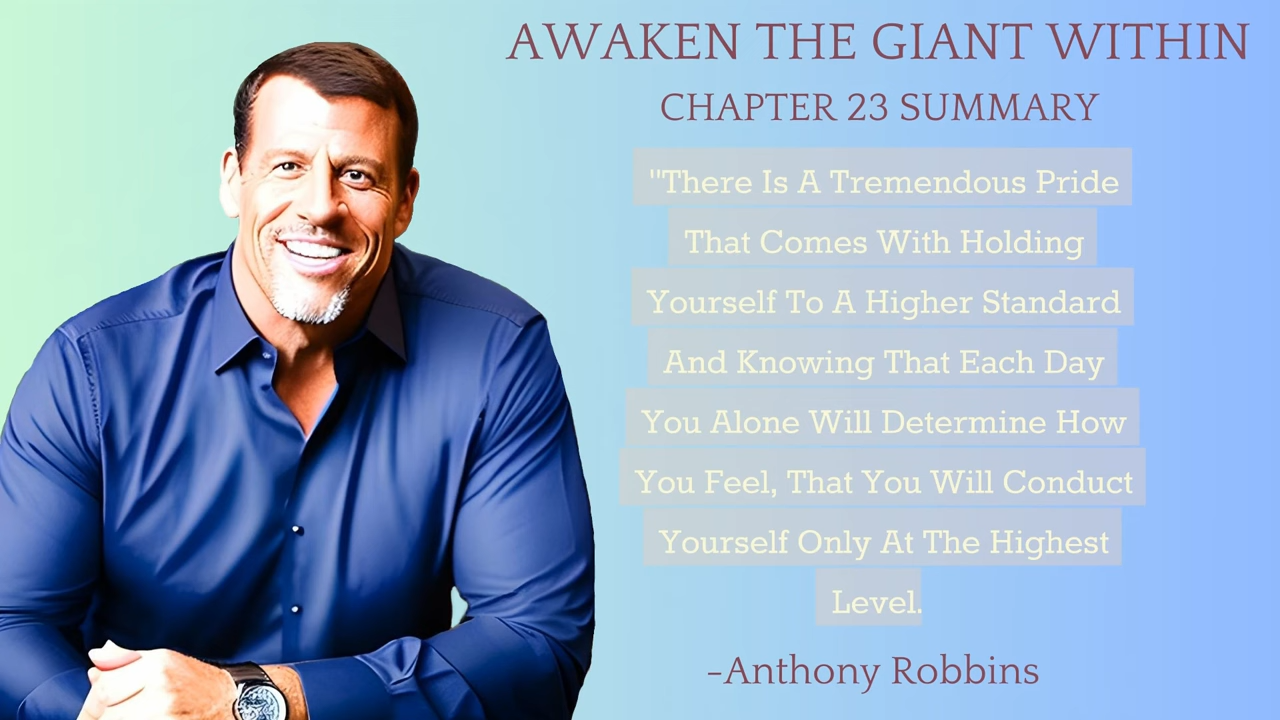 AWAKEN THE GIANT WITHIN
CHAPTER 23 SUMMARY
"There Is A Tremendous Pride
That Comes With Holding
Yourself To A Higher Standard
And Knowing That Each Day
You Alone Will Determine How
You Feel, That You Will Conduct
Yourself Only At The Highest
Level.
-Anthony Robbins